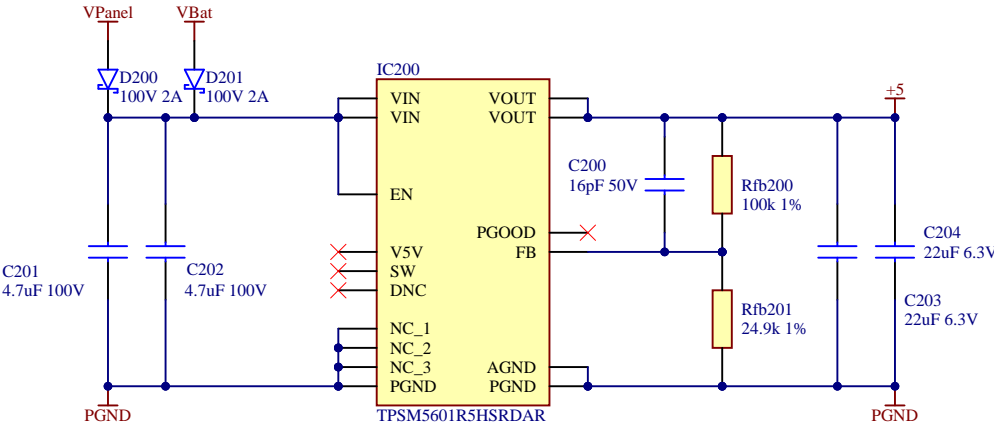 VPanel
VBat
D200
100V 2A
D201
100V 2A
IC200
VIN
VIN
EN
V5V
SW
DNC
NC_1
NC_2
NC_3
PGND
VOUT
VOUT
PGOOD
FB
AGND
PGND
TPSM5601R5HSRDAR
C201
4.7uF 100V
C202
4.7uF 100V
PGND
C200
16pF 50V
Rfb200
100k 1%
Rfb201
24.9k 1%
+5
C204
22uF 6.3V
C203
22uF 6.3V
PGND